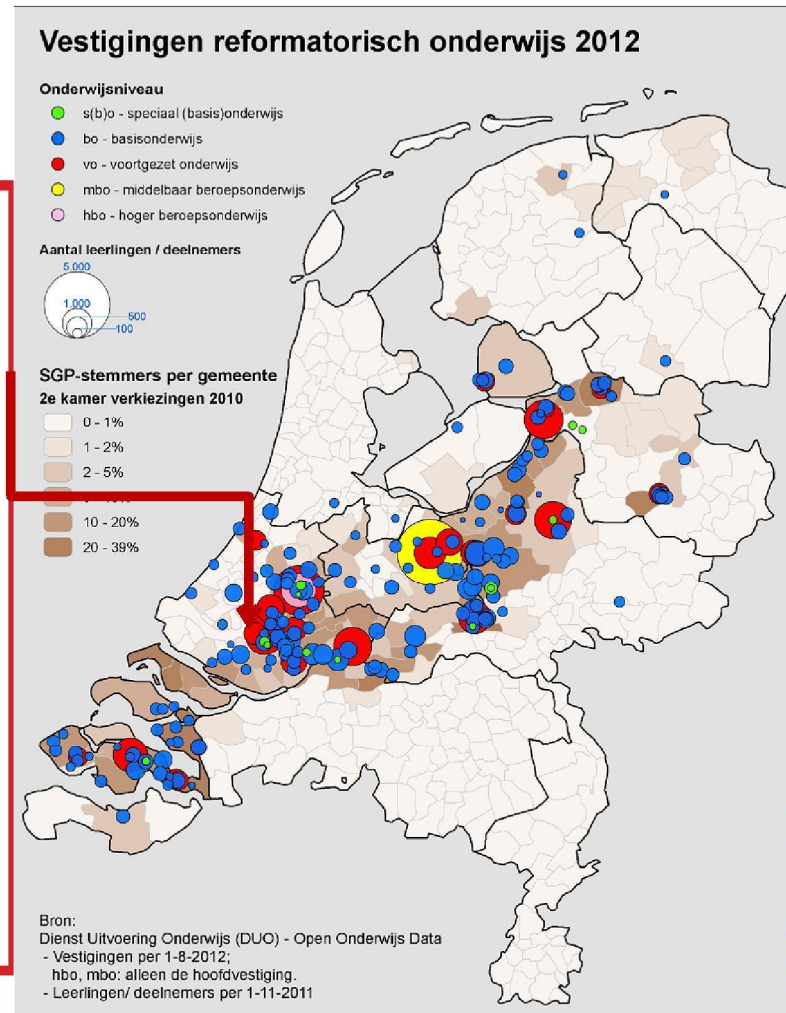 Vestigingen reformatorisch onderwijs 2012
Onderwijsniveau
s(b)o - speciaal (basis)onderwijs
bo - basisonderwijs
vo - voortgezet onderwijs
mbo - middelbaar beroepsonderwijs
hbo - hoger beroepsonderwijs
Aantal leerlingen / deelnemers
5.000
1.000
500
100
SGP-stemmers per gemeente
2e kamer verkiezingen 2010
0 - 1%
1 - 2%
2 - 5%
10 - 20%
20 - 39%
Bron:
Dienst Uitvoering Onderwijs (DUO) - Open Onderwijs Data
- Vestigingen per 1-8-2012;
hbo, mbo: alleen de hoofdvestiging.
- Leerlingen/ deelnemers per 1-11-2011